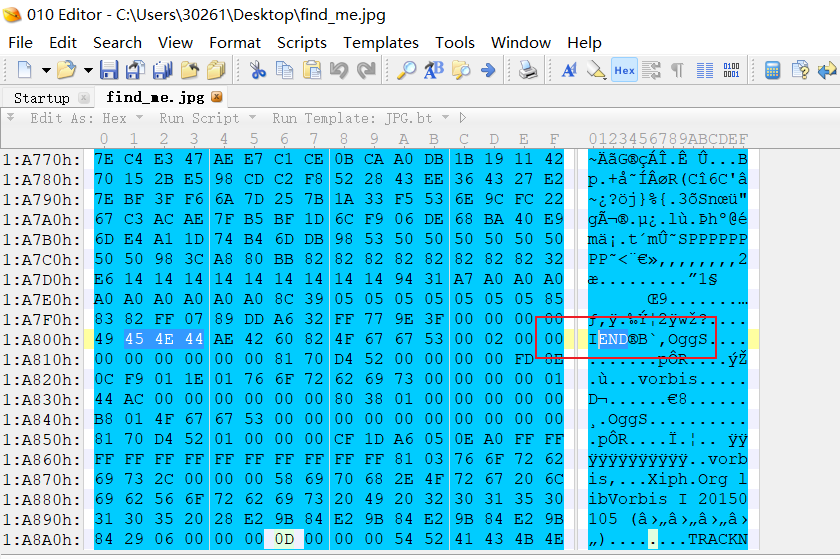 010 Editor - C:\Users\30261\Desktop\find_me.jpg
File Edit Search View Format Scripts Templates Tools Window Help
Startup find_me.jpg
Edit As: Hex Run Script Run Template: JPG.bt
0 1 2 3 4 5 6 7 8 9 A B C D E F 0123456789ABCDEF
1:A770h: 7E C4 E3 47 AE E7 C1 CE 0B CA A0 DB 1B 19 11 42 ~ÄãG®çÁÎ.Ê Û...B
1:A780h: 70 15 2B E5 98 CD C2 F8 52 28 43 EE 36 43 27 E2 p.+å˜ÍÂøR(Cî6C'â
1:A790h: 7E BF 3F F6 6A 7D 25 7B 1A 33 F5 53 6E 9C FC 22 ~¿?öj}%{.3õSnœü"
1:A7A0h: 67 C3 AC AE 7F B5 BF 1D 6C F9 06 DE 68 BA 40 E9 gÃ¬®.µ¿.lù.Þhº@é
1:A7B0h: 6D E4 A1 1D 74 B4 6D DB 98 53 50 50 50 50 50 50 mä¡.t´mÛ˜SPPPPPP
1:A7C0h: 50 50 98 3C A8 80 BB 82 82 82 82 82 82 82 82 32 PP˜<¨€»‚‚‚‚‚‚‚‚2
1:A7D0h: E6 14 14 14 14 14 14 14 14 14 94 31 A7 A0 A0 A0 æ.........”1§
1:A7E0h: A0 A0 A0 A0 A0 A0 8C 39 05 05 05 05 05 05 05 85 Œ9.......…
1:A7F0h: 83 82 FF 07 89 DD A6 32 FF 77 9E 3F 00 00 00 00 ƒ‚ÿ.‰Ý¦2ÿwž?....
1:A800h: 49 45 4E 44 AE 42 60 82 4F 67 67 53 00 02 00 00 IEND®B`‚OggS....
1:A810h: 00 00 00 00 00 00 81 70 D4 52 00 00 00 00 FD 8E .......pÔR....ýŽ
1:A820h: 0C F9 01 1E 01 76 6F 72 62 69 73 00 00 00 00 01 .ù...vorbis.....
1:A830h: 44 AC 00 00 00 00 00 00 80 38 01 00 00 00 00 00 D¬......€8......
1:A840h: B8 01 4F 67 67 53 00 00 00 00 00 00 00 00 00 00 ¸.OggS..........
1:A850h: 81 70 D4 52 01 00 00 00 CF 1D A6 05 0E A0 FF FF .pÔR....Ï.¦.. ÿÿ
1:A860h: FF FF FF FF FF FF FF FF FF FF 81 03 76 6F 72 62 ÿÿÿÿÿÿÿÿÿÿ..vorb
1:A870h: 69 73 2C 00 00 00 58 69 70 68 2E 4F 72 67 20 6C is,...Xiph.Org l
1:A880h: 69 62 56 6F 72 62 69 73 20 49 20 32 30 31 35 30 ibVorbis I 20150
1:A890h: 31 30 35 20 28 E2 9B 84 E2 9B 84 E2 9B 84 E2 9B 105 (â›„â›„â›„â›
1:A8A0h: 84 29 06 00 00 00 0D 00 00 00 54 52 41 43 4B 4E „)........TRACKN